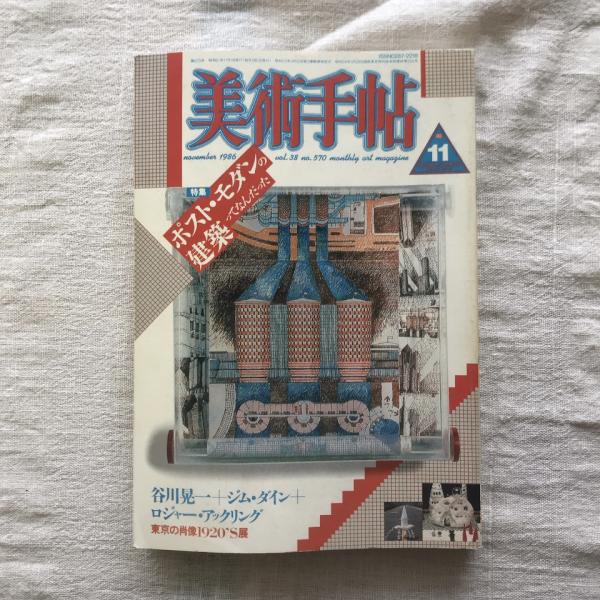 ISSN0287-2218
美術手帖
november 1986 vol.38 no.570 monthly art magazine
11
特集
ポスト・モダンの
建築ってなんだった
谷川晃一+ジム・ダイン+
ロジャー・アックリング
東京の肖像1920'S展